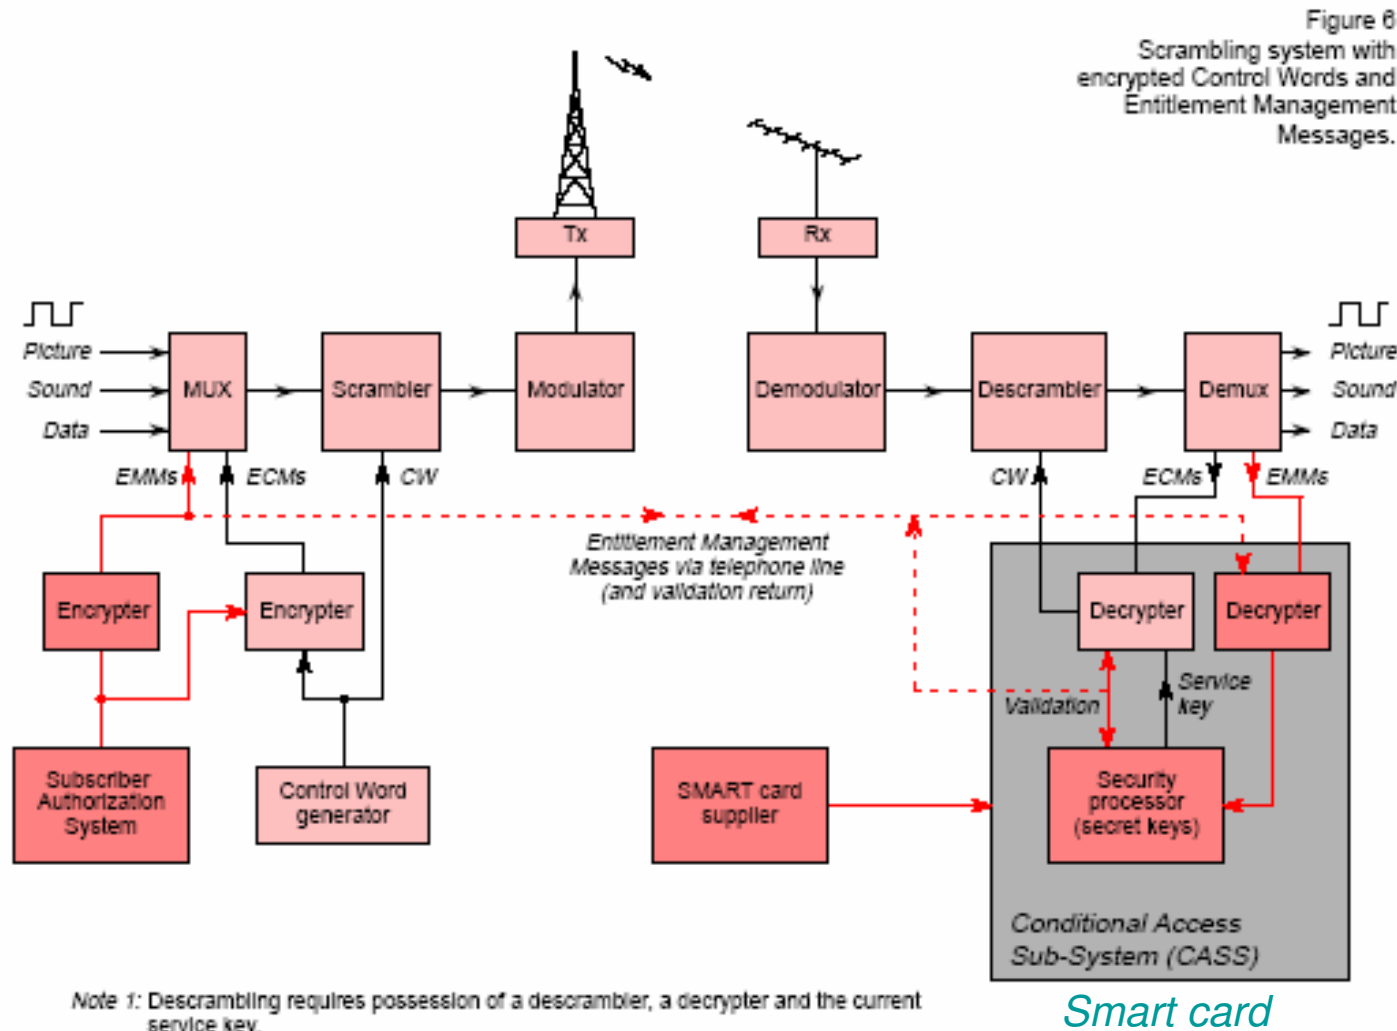 Figure 6
Scrambling system with
encrypted Control Words and
Entitlement Management
Messages.
Tx
Rx
Picture
Sound
Data
MUX
Scrambler
Modulator
Demodulator
Descrambler
Demux
Picture
Sound
Data
EMMs
ECMs
CW
CW
ECMs
EMMs
Entitlement Management
Messages via telephone line
(and validation return)
Encrypter
Encrypter
Decrypter
Decrypter
Validation
Service
key
Subscriber
Authorization
System
Control Word
generator
SMART card
supplier
Security
processor
(secret keys)
Conditional Access
Sub-System (CASS)
Note 1: Descrambling requires possession of a descrambler, a decrypter and the current
service key.
Smart card